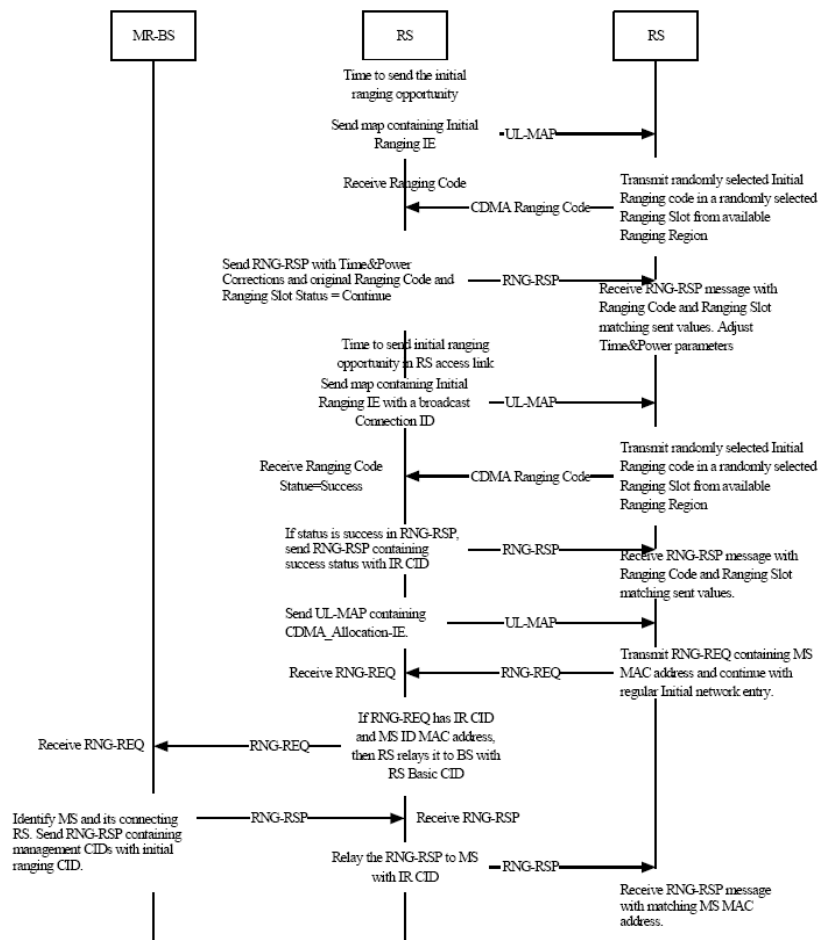 MR-BS
RS
RS
Time to send the initial
ranging opportunity
Send map containing Initial
Ranging IE
UL-MAP
Receive Ranging Code
CDMA Ranging Code
Transmit randomly selected Initial
Ranging code in a randomly selected
Ranging Slot from available
Ranging Region
Send RNG-RSP with Time&Power
Corrections and original Ranging Code and
Ranging Slot Status = Continue
RNG-RSP
Receive RNG-RSP message with
Ranging Code and Ranging Slot
matching sent values. Adjust
Time&Power parameters
Time to send initial ranging
opportunity in RS access link
Send map containing Initial
Ranging IE with a broadcast
Connection ID
UL-MAP
Receive Ranging Code
Statue=Success
CDMA Ranging Code
Transmit randomly selected Initial
Ranging code in a randomly selected
Ranging Slot from available
Ranging Region
If status is success in RNG-RSP,
send RNG-RSP containing
success status with IR CID
RNG-RSP
Receive RNG-RSP message with
Ranging Code and Ranging Slot
matching sent values.
Send UL-MAP containing
CDMA_Allocation-IE.
UL-MAP
Receive RNG-REQ
RNG-REQ
Transmit RNG-REQ containing MS
MAC address and continue with
regular Initial network entry.
Receive RNG-REQ
RNG-REQ
If RNG-REQ has IR CID
and MS ID MAC address,
then RS relays it to BS with
RS Basic CID
Identify MS and its connecting
RS. Send RNG-RSP containing
management CIDs with initial
ranging CID.
RNG-RSP
Receive RNG-RSP
Relay the RNG-RSP to MS
with IR CID
RNG-RSP
Receive RNG-RSP message
with matching MS MAC
address.